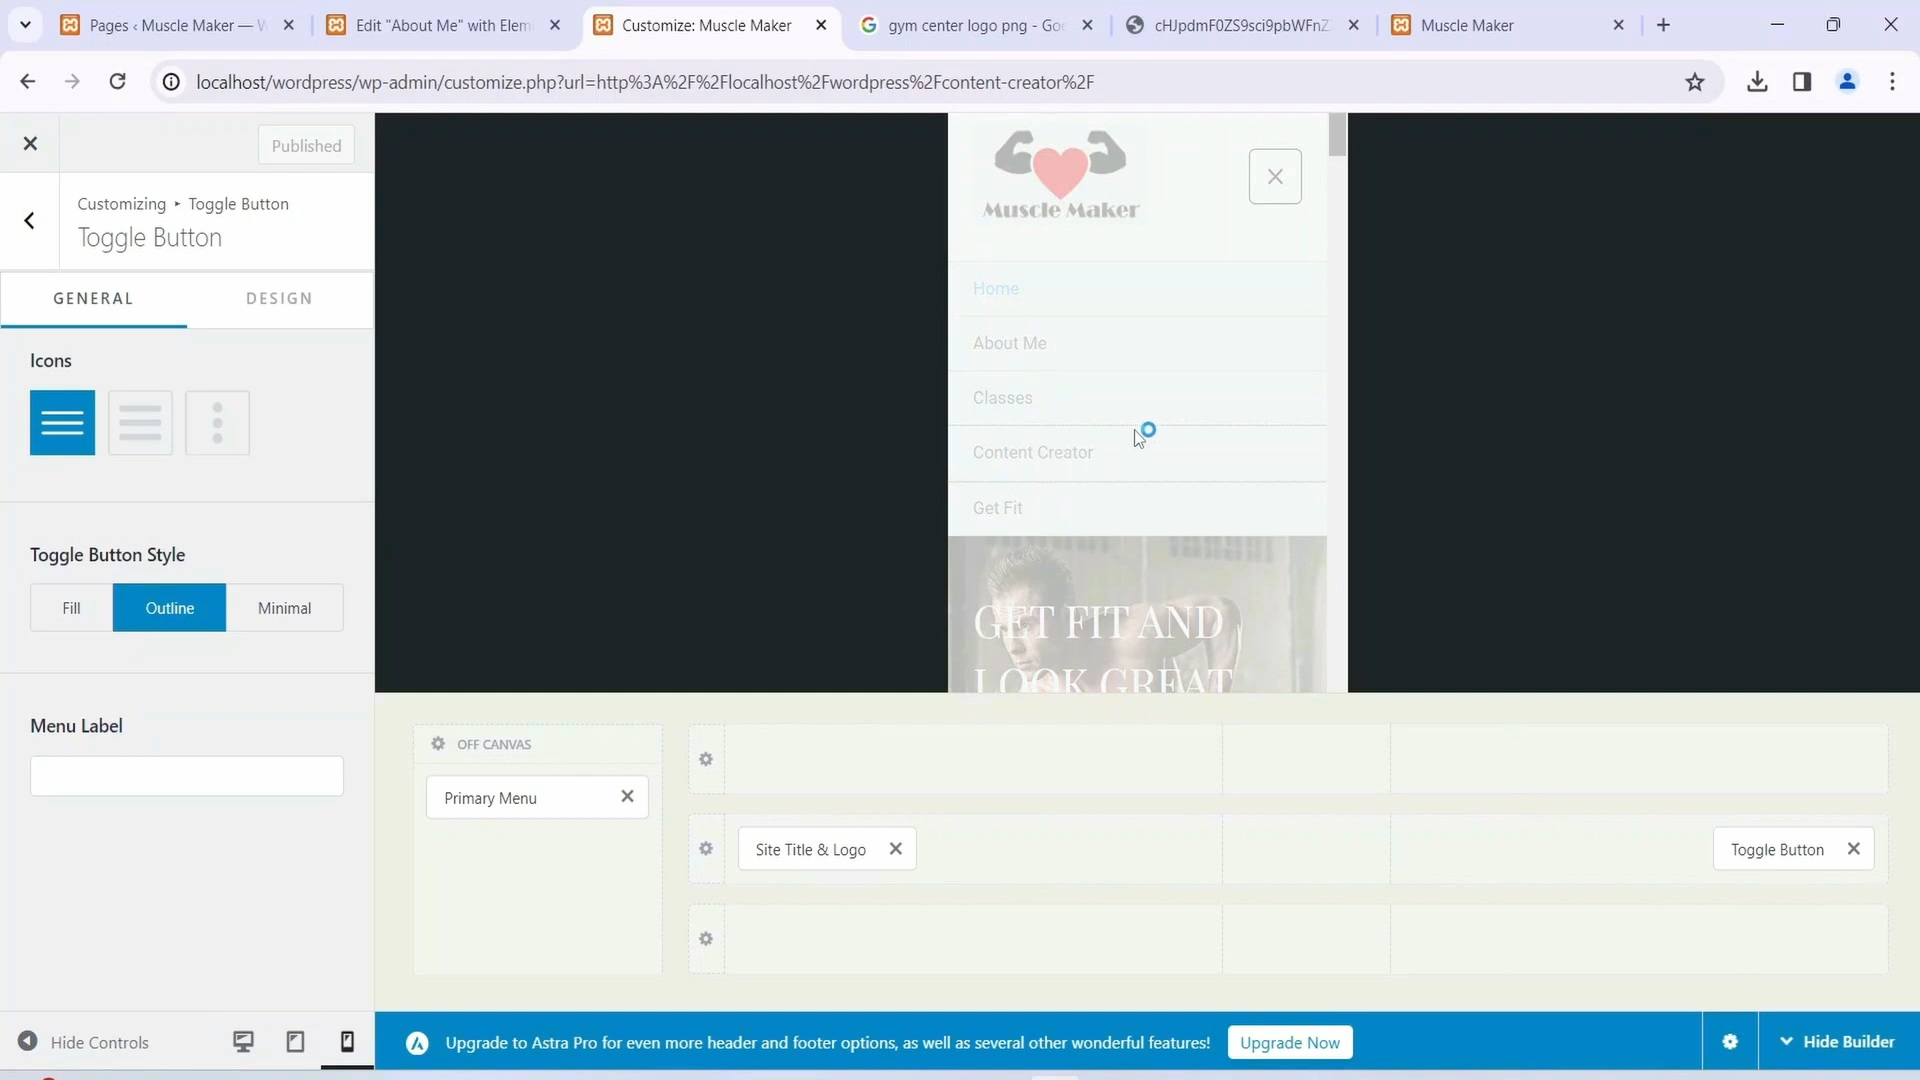 Pages ‹ Muscle Maker — W
Edit "About Me" with Elem
Customize: Muscle Maker
gym center logo png - Goo
cHJpdmF0ZS9sci9pbWFnZ
Muscle Maker
localhost/wordpress/wp-admin/customize.php?url=http%3A%2F%2Flocalhost%2Fwordpress%2Fcontent-creator%2F
Published
Customizing ▸ Toggle Button
Toggle Button
GENERAL
DESIGN
Icons
Toggle Button Style
Fill
Outline
Minimal
Menu Label
Hide Controls
Muscle Maker
Home
About Me
Classes
Content Creator
Get Fit
GET FIT AND
LOOK GREAT
OFF CANVAS
Primary Menu
Site Title & Logo
Toggle Button
Upgrade to Astra Pro for even more header and footer options, as well as several other wonderful features!
Upgrade Now
Hide Builder